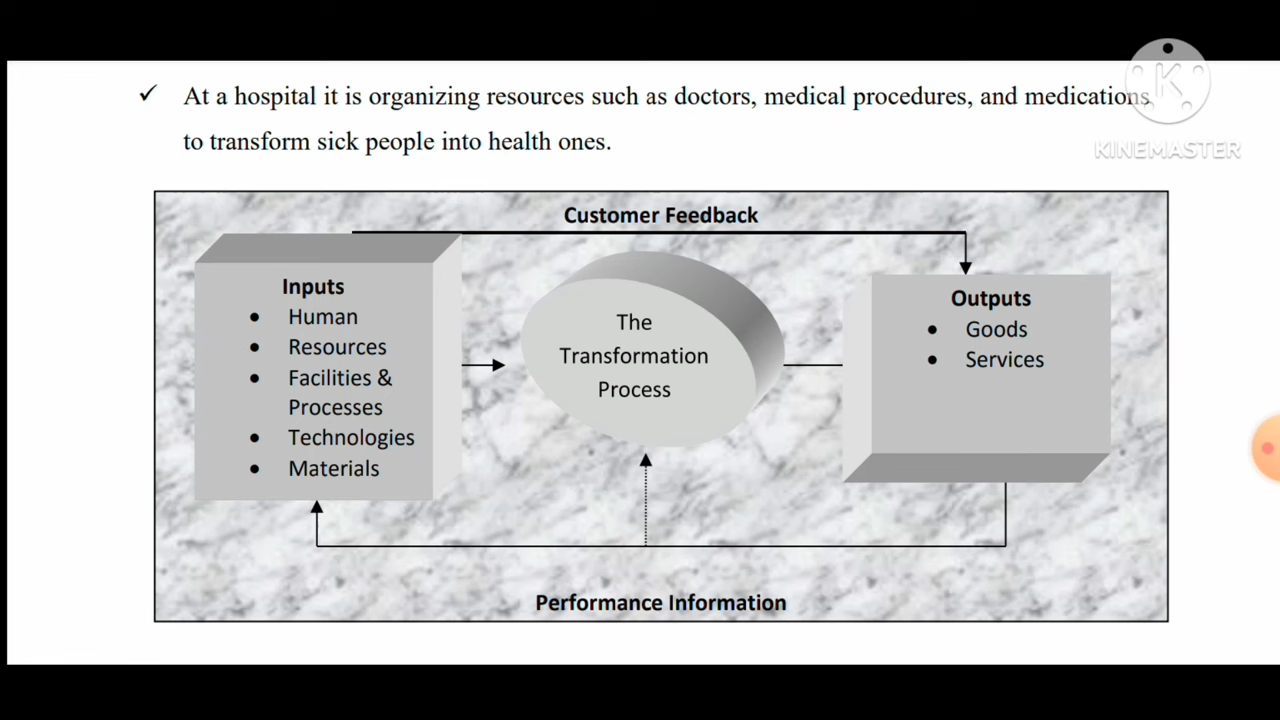 ✓ At a hospital it is organizing resources such as doctors, medical procedures, and medications
to transform sick people into health ones.
KINEMASTER
Customer Feedback
Inputs
• Human
• Resources
• Facilities &
Processes
• Technologies
• Materials
The
Transformation
Process
Outputs
• Goods
• Services
Performance Information